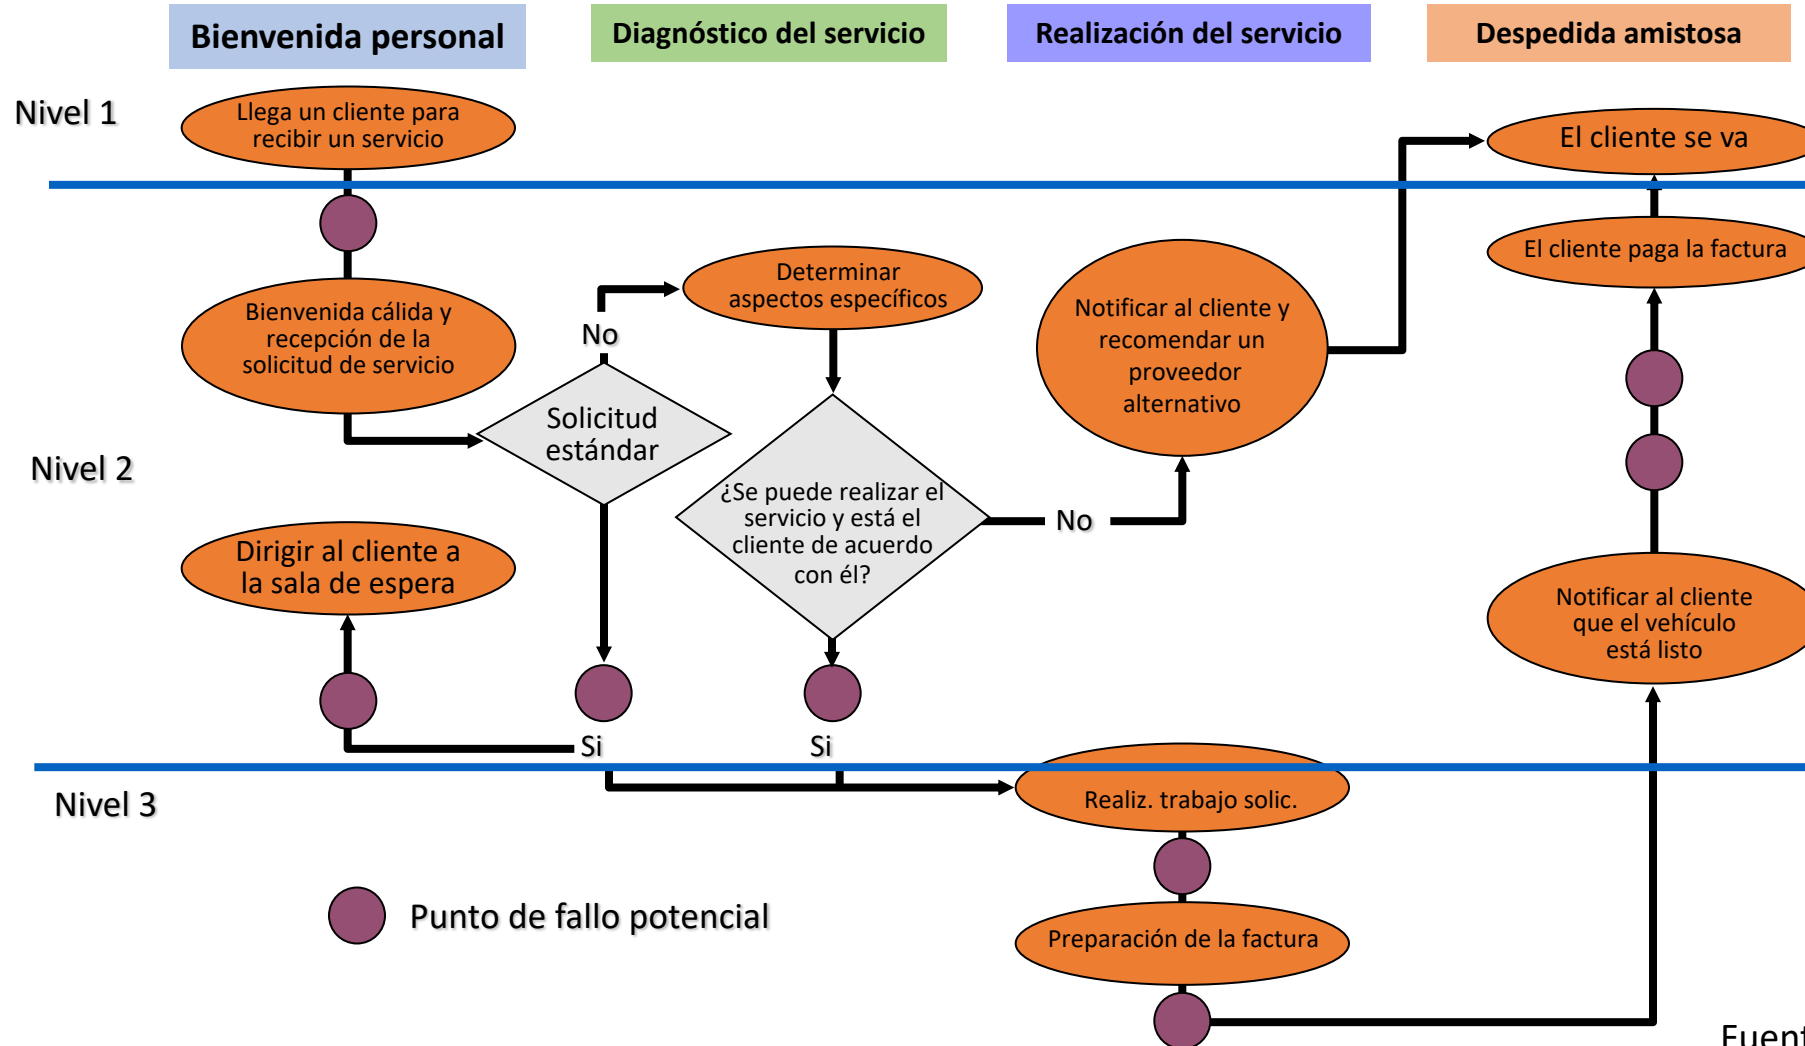 Bienvenida personal
Diagnóstico del servicio
Realización del servicio
Despedida amistosa
Nivel 1
Llega un cliente para
recibir un servicio
El cliente se va
El cliente paga la factura
Determinar
aspectos específicos
Bienvenida cálida y
recepción de la
solicitud de servicio
No
Notificar al cliente y
recomendar un
proveedor
alternativo
Solicitud
estándar
Nivel 2
¿Se puede realizar el
servicio y está el
cliente de acuerdo
con él?
No
Dirigir al cliente a
la sala de espera
Notificar al cliente
que el vehículo
está listo
Si
Si
Nivel 3
Realiz. trabajo solic.
Punto de fallo potencial
Preparación de la factura